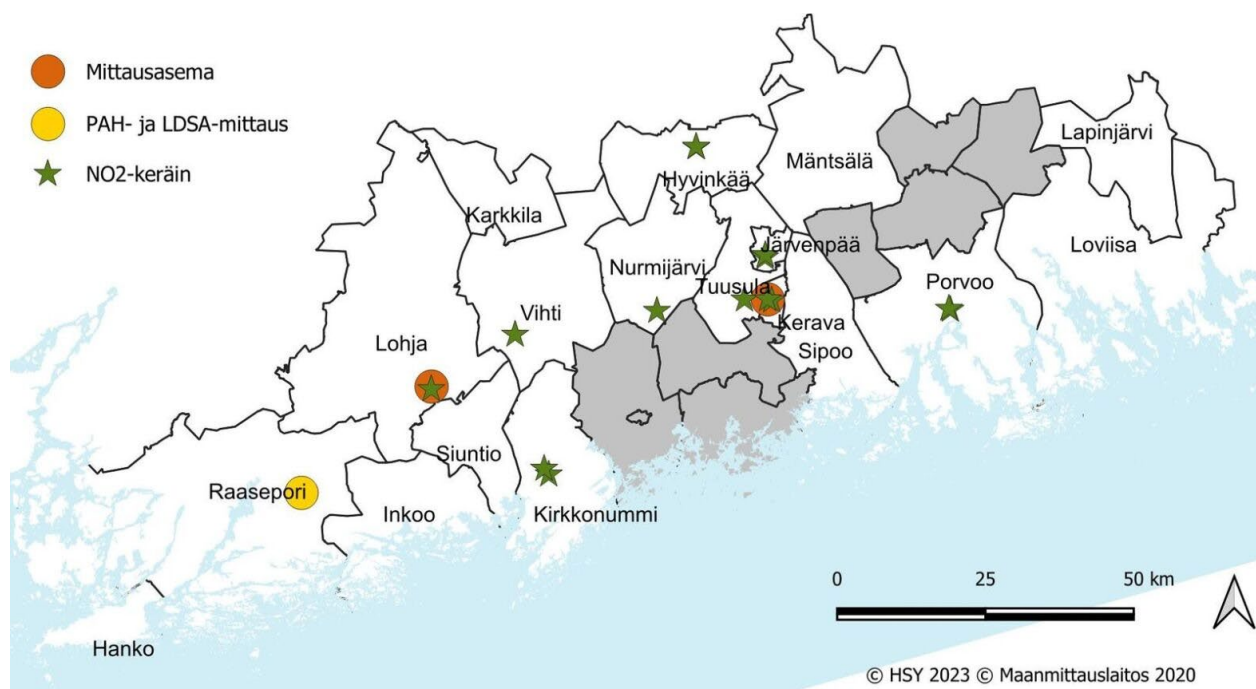 Mittausasema
PAH- ja LDSA-mittaus
NO2-keräin
Lapinjärvi
Mäntsälä
Hyvinkää
Karkkila
Järvenpää
Loviisa
Nurmijärvi
Porvoo
Tuusula
Vihti
Kerava
Lohja
Sipoo
Siuntio
Raasepori
Inkoo
Kirkkonummi
0 25 50 km
Hanko
© HSY 2023 © Maanmittauslaitos 2020